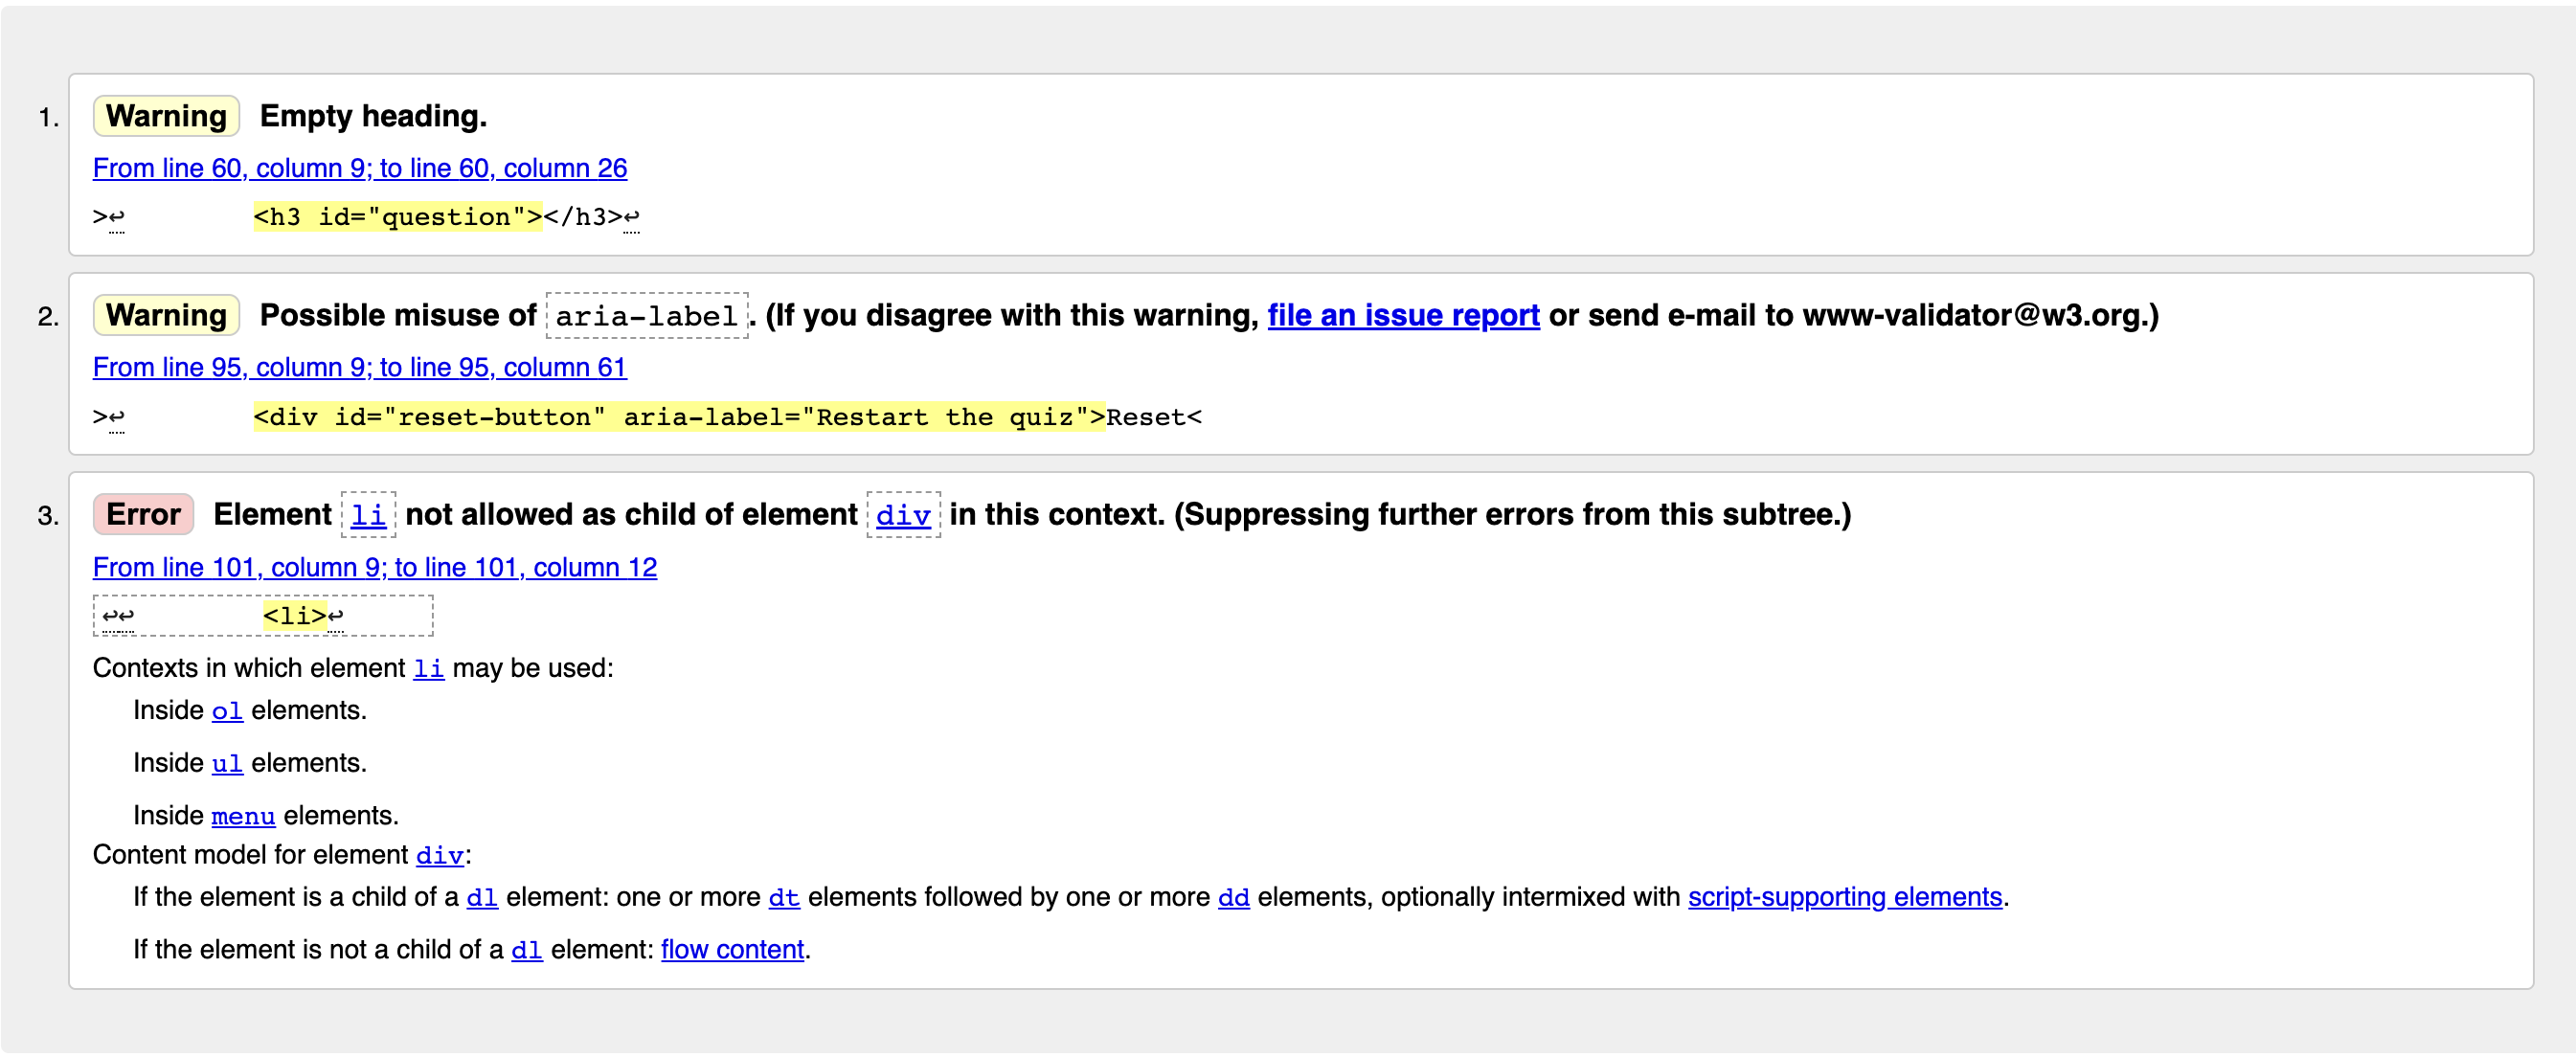 1. Warning Empty heading.
From line 60, column 9; to line 60, column 26
>↩ <h3 id="question"></h3>↩
2. Warning Possible misuse of aria-label. (If you disagree with this warning, file an issue report or send e-mail to www-validator@w3.org.)
From line 95, column 9; to line 95, column 61
>↩ <div id="reset-button" aria-label="Restart the quiz">Reset<
3. Error Element li not allowed as child of element div in this context. (Suppressing further errors from this subtree.)
From line 101, column 9; to line 101, column 12
↩↩ <li>↩
Contexts in which element li may be used:
Inside ol elements.
Inside ul elements.
Inside menu elements.
Content model for element div:
If the element is a child of a dl element: one or more dt elements followed by one or more dd elements, optionally intermixed with script-supporting elements.
If the element is not a child of a dl element: flow content.